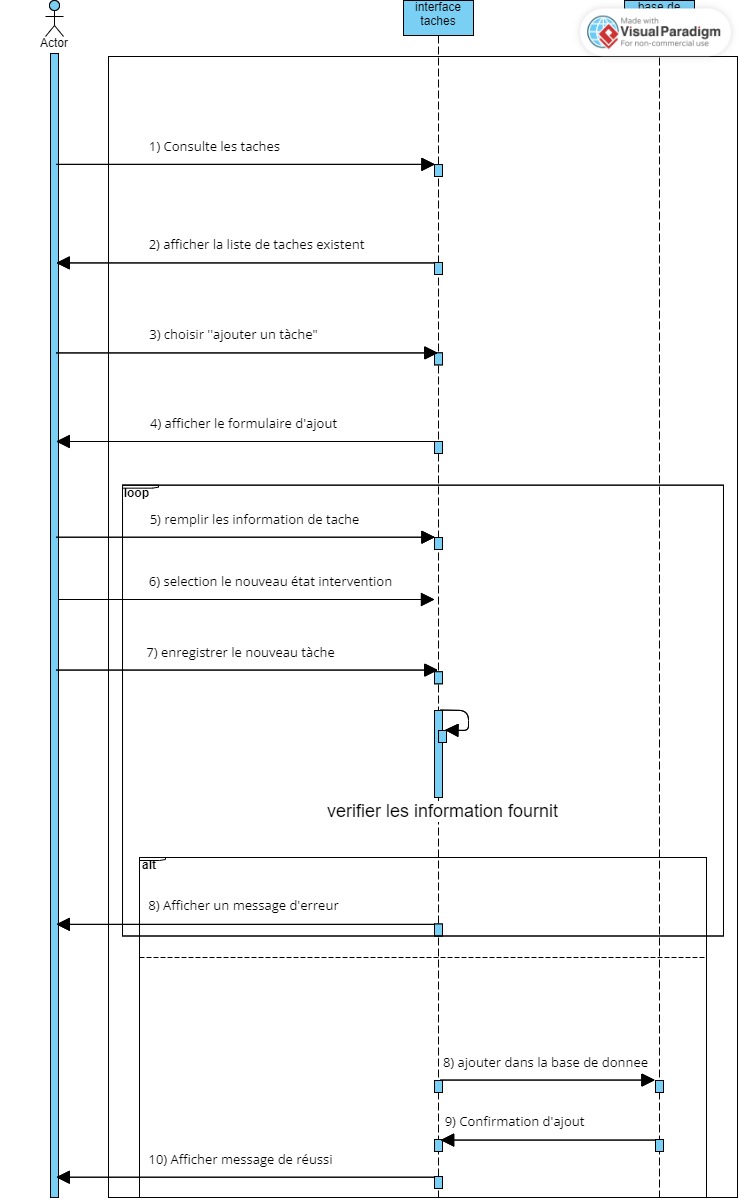 interface
taches
base de
Made with
VisualParadigm
For non-commercial use
Actor
1) Consulte les taches
2) afficher la liste de taches existent
3) choisir "ajouter un tàche"
4) afficher le formulaire d'ajout
loop
5) remplir les information de tache
6) selection le nouveau état intervention
7) enregistrer le nouveau tàche
verifier les information fournit
alt
8) Afficher un message d'erreur
8) ajouter dans la base de donnee
9) Confirmation d'ajout
10) Afficher message de réussi